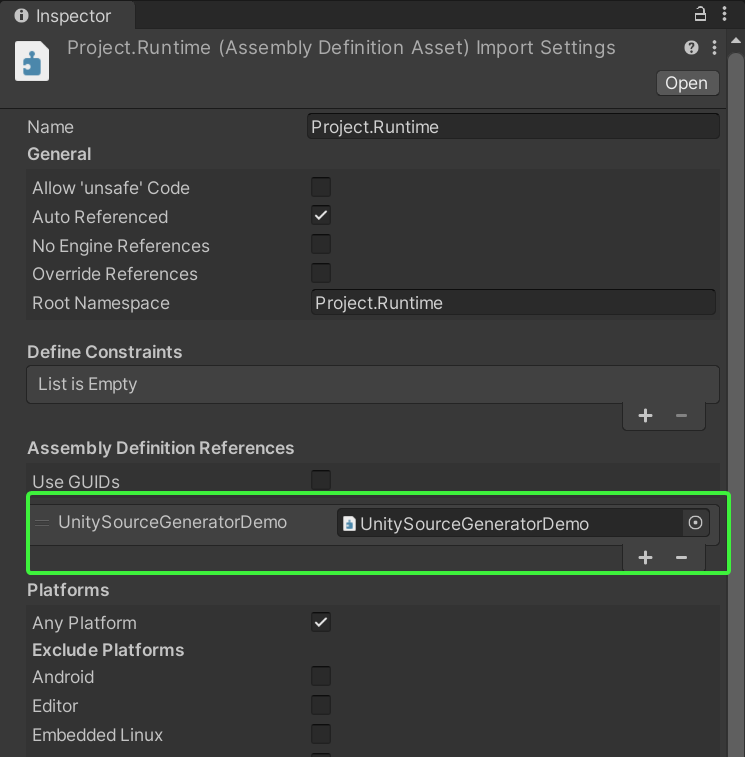 Inspector
Project.Runtime (Assembly Definition Asset) Import Settings
Open
Name Project.Runtime
General
Allow 'unsafe' Code
Auto Referenced
No Engine References
Override References
Root Namespace Project.Runtime
Define Constraints
List is Empty
Assembly Definition References
Use GUIDs
UnitySourceGeneratorDemo UnitySourceGeneratorDemo
Platforms
Any Platform
Exclude Platforms
Android
Editor
Embedded Linux